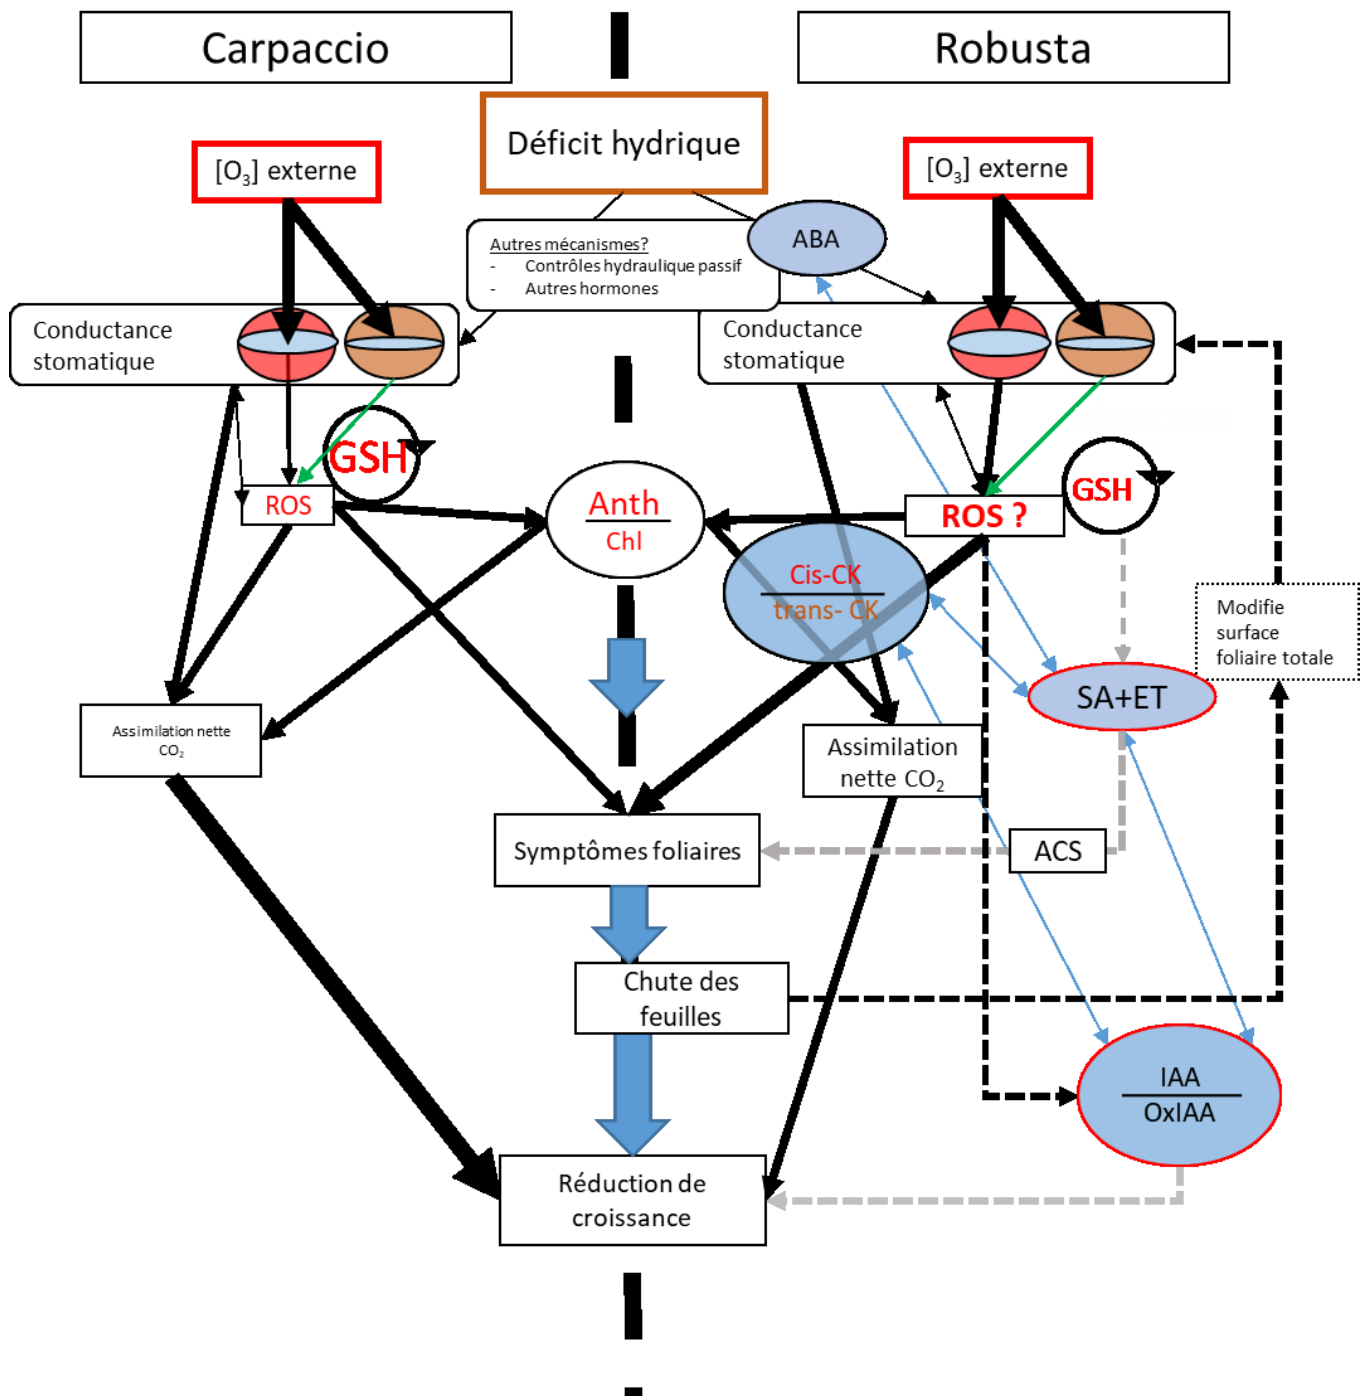 Carpaccio
Robusta
Déficit hydrique
[O₃] externe
[O₃] externe
Autres mécanismes?
- Contrôles hydraulique passif
- Autres hormones
ABA
Conductance
stomatique
Conductance
stomatique
GSH
ROS
Anth
Chl
ROS ?
GSH
Cis-CK
trans- CK
Modifie
surface
foliaire totale
SA+ET
Assimilation nette
CO₂
Assimilation
nette CO₂
Symptômes foliaires
ACS
Chute des
feuilles
IAA
OxIAA
Réduction de
croissance